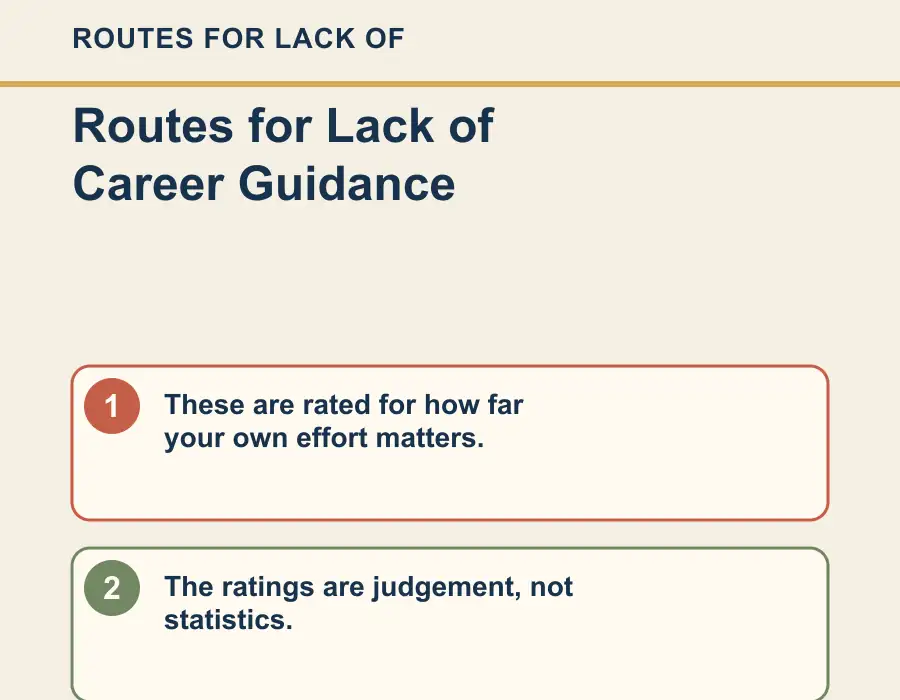 ROUTES FOR LACK OF
Routes for Lack of
Career Guidance
1
These are rated for how far
your own effort matters.
2
The ratings are judgement, not
statistics.